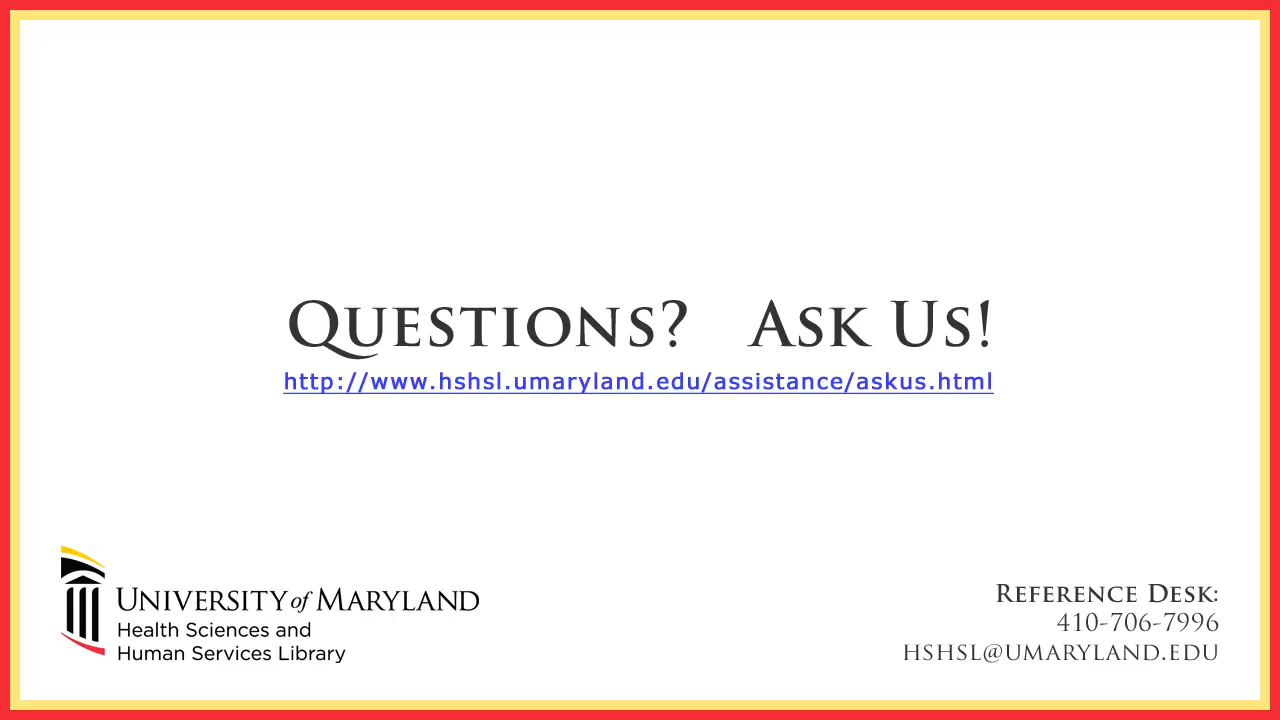 Questions? Ask Us!
http://www.hshsl.umaryland.edu/assistance/askus.html
University of Maryland
Health Sciences and
Human Services Library
Reference Desk:
410-706-7996
hshsl@umaryland.edu